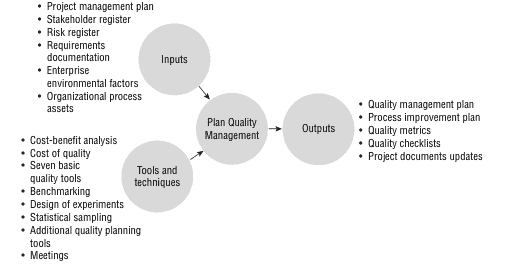 • Project management plan
• Stakeholder register
• Risk register
• Requirements
documentation
• Enterprise
environmental factors
• Organizational process
assets
Inputs
Plan Quality
Management
Outputs
• Quality management plan
• Process improvement plan
• Quality metrics
• Quality checklists
• Project documents updates
• Cost-benefit analysis
• Cost of quality
• Seven basic
quality tools
• Benchmarking
• Design of experiments
• Statistical sampling
• Additional quality planning
tools
• Meetings
Tools and
techniques